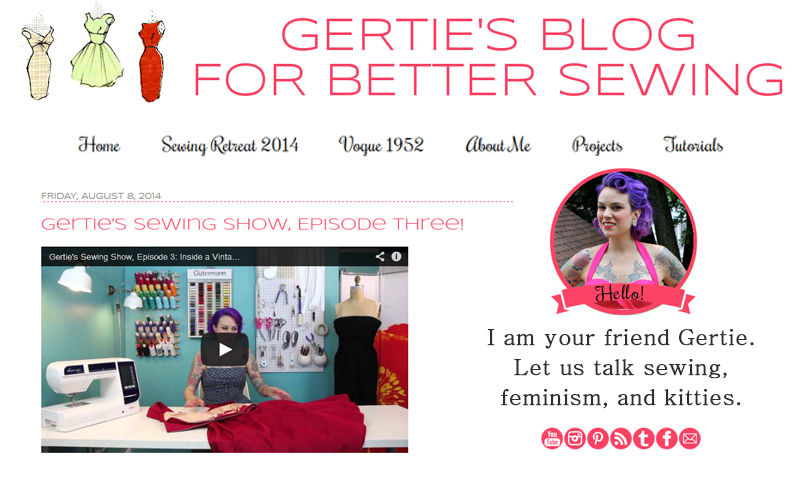 GERTIE'S BLOG
FOR BETTER SEWING
Home
Sewing Retreat 2014
Vogue 1952
About Me
Projects
Tutorials
FRIDAY, AUGUST 8, 2014
Gertie's Sewing Show, Episode Three!
Gertie's Sewing Show, Episode 3: Inside a Vinta...
Gütermann
Hello!
I am your friend Gertie.
Let us talk sewing,
feminism, and kitties.
You
Tube